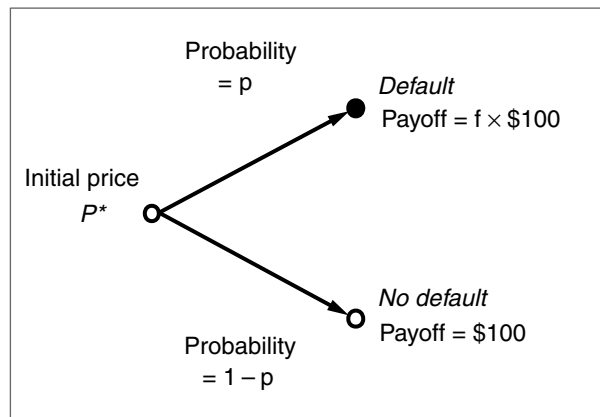 Probability
= p
Default
Payoff = f × $100
Initial price
P*
No default
Payoff = $100
Probability
= 1 – p